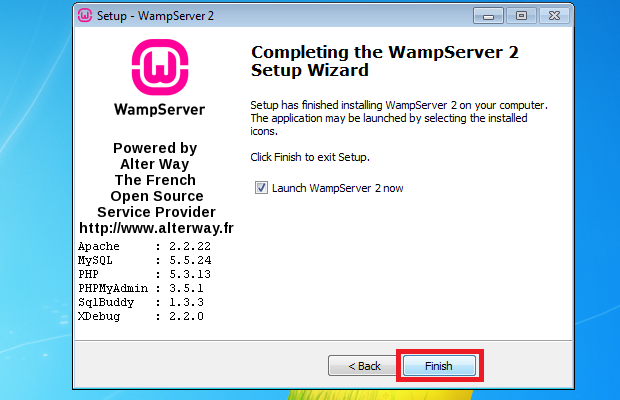 Setup - WampServer 2
WampServer
Powered by
Alter Way
The French
Open Source
Service Provider
http://www.alterway.fr
Apache : 2.2.22
MySQL : 5.5.24
PHP : 5.3.13
PHPMyAdmin : 3.5.1
SqlBuddy : 1.3.3
XDebug : 2.2.0
Completing the WampServer 2
Setup Wizard
Setup has finished installing WampServer 2 on your computer.
The application may be launched by selecting the installed
icons.
Click Finish to exit Setup.
Launch WampServer 2 now
< Back
Finish